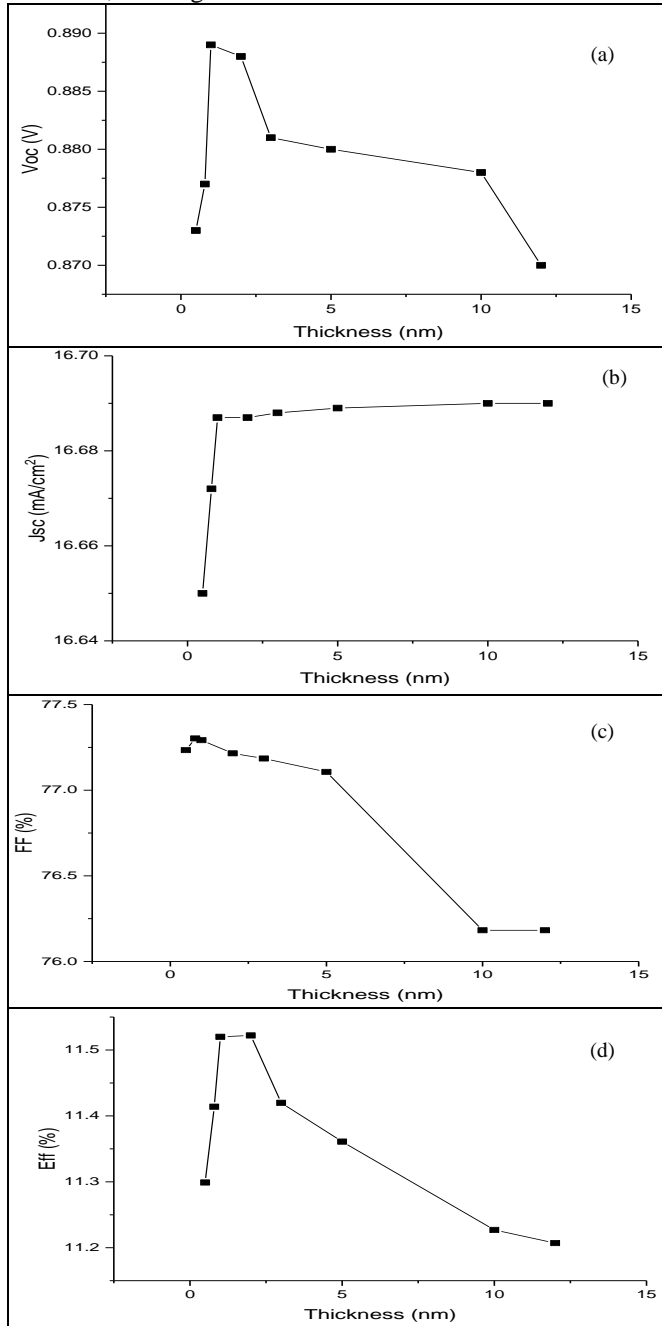 (a)
0.890
0.885
0.880
0.875
0.870
Voc (V)
0 5 10 15
Thickness (nm)
(b)
16.70
16.68
16.66
16.64
Jsc (mA/cm²)
0 5 10 15
Thickness (nm)
(c)
77.5
77.0
76.5
76.0
FF (%)
0 5 10 15
Thickness (nm)
(d)
11.5
11.4
11.3
11.2
Eff (%)
0 5 10 15
Thickness (nm)